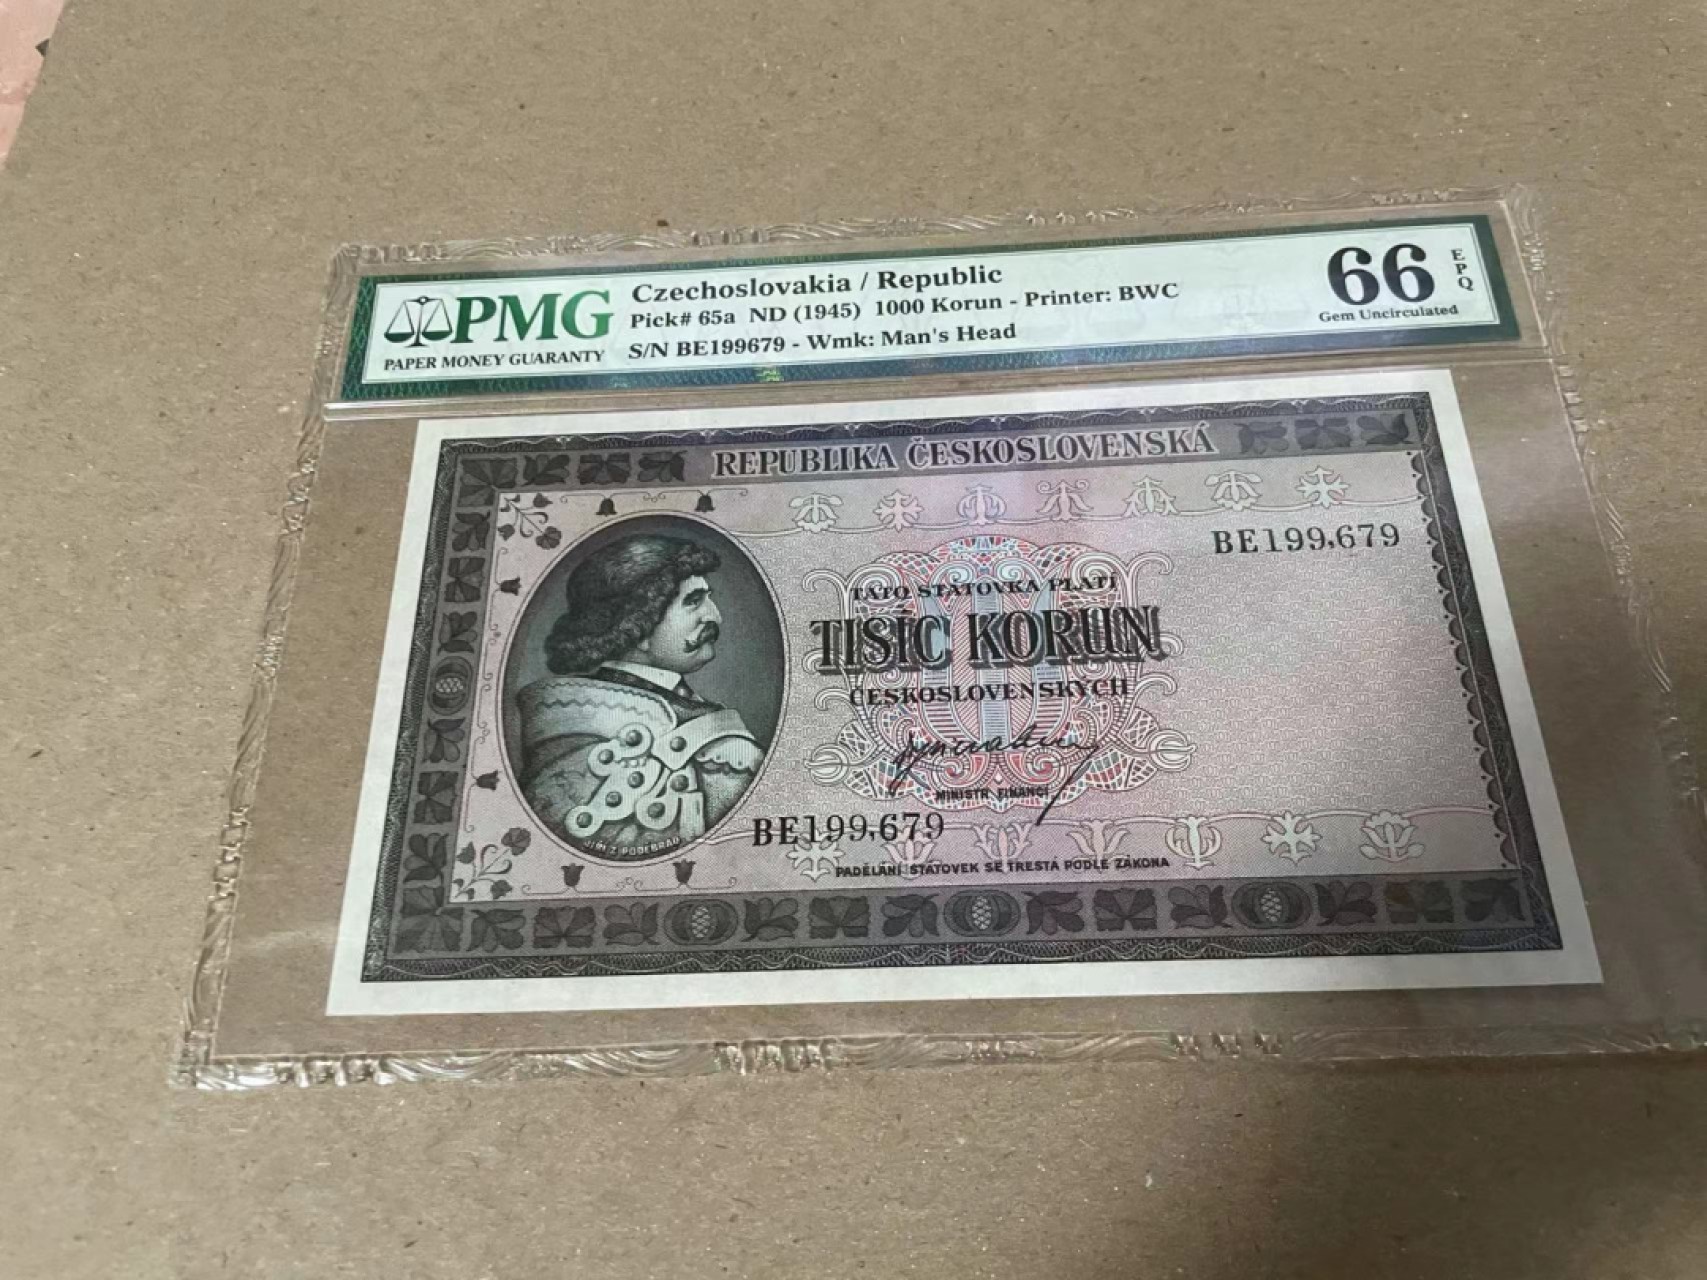 PMG
PAPER MONEY GUARANTY
Czechoslovakia / Republic
Pick# 65a ND (1945) 1000 Korun - Printer: BWC
S/N BE199679 - Wmk: Man's Head
66
EPQ
Gem Uncirculated
REPUBLIKA ČESKOSLOVENSKÁ
BE199,679
TATO STÁTOVKA PLATÍ
TISÍC KORUN
ČESKOSLOVENSKÝCH
MINISTR FINANCÍ
BE199,679
JIŘÍ Z PODĚBRAD
PADĚLÁNÍ STÁTOVEK SE TRESTÁ PODLE ZÁKONA